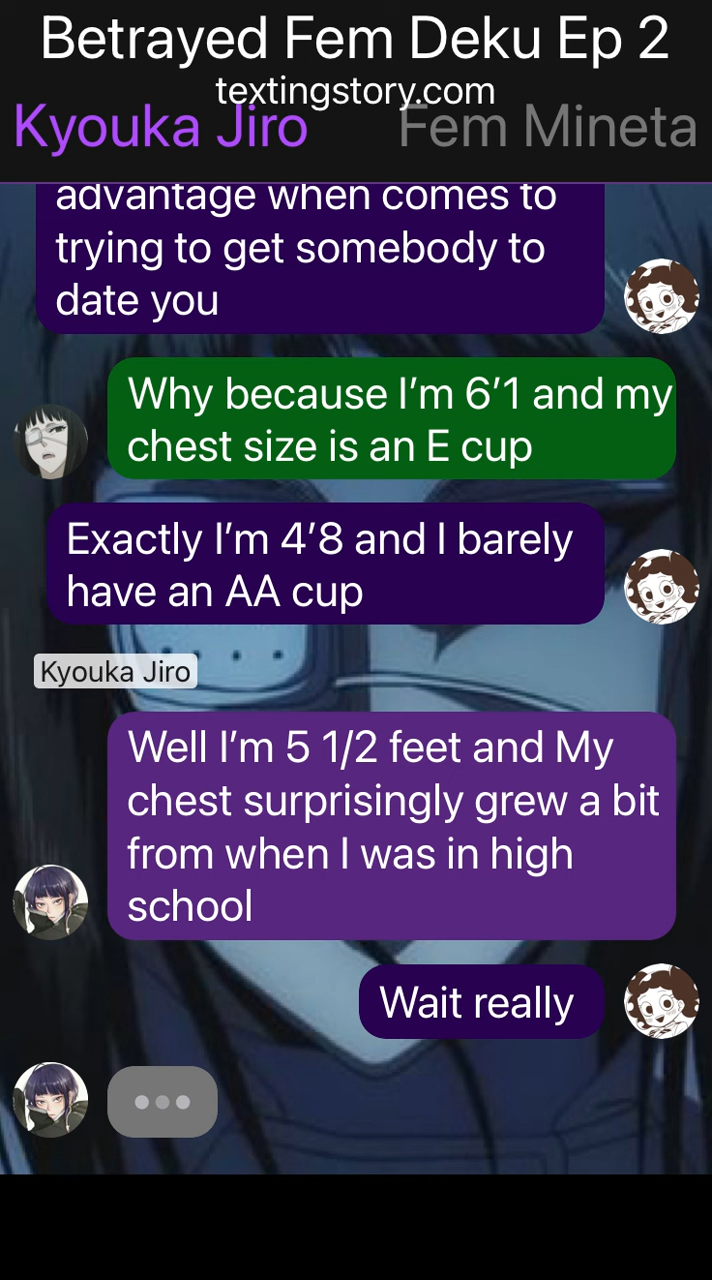 Betrayed Fem Deku Ep 2
textingstory.com
Kyouka Jiro
Fem Mineta
advantage when comes to
trying to get somebody to
date you
Why because I’m 6’1 and my
chest size is an E cup
Exactly I’m 4’8 and I barely
have an AA cup
Kyouka Jiro
Well I’m 5 1/2 feet and My
chest surprisingly grew a bit
from when I was in high
school
Wait really